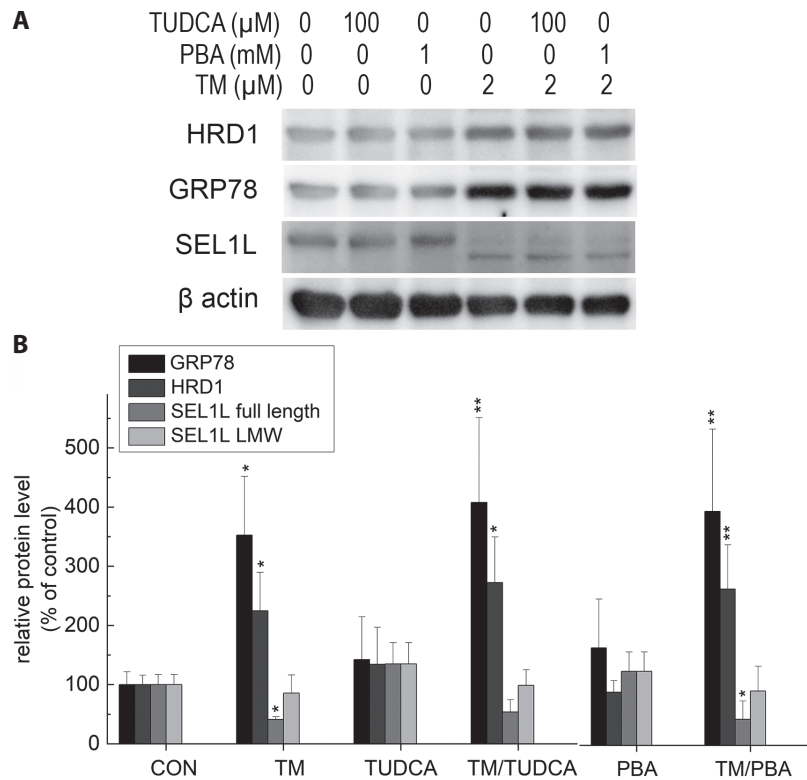 A
TUDCA (µM) 0 100 0 0 100 0
PBA (mM) 0 0 1 0 0 1
TM (µM) 0 0 0 2 2 2
HRD1
GRP78
SEL1L
β actin
B
GRP78
HRD1
SEL1L full length
SEL1L LMW
relative protein level
(% of control)
500
400
300
200
100
0
*
*
*
**
*
**
**
*
CON TM TUDCA TM/TUDCA PBA TM/PBA